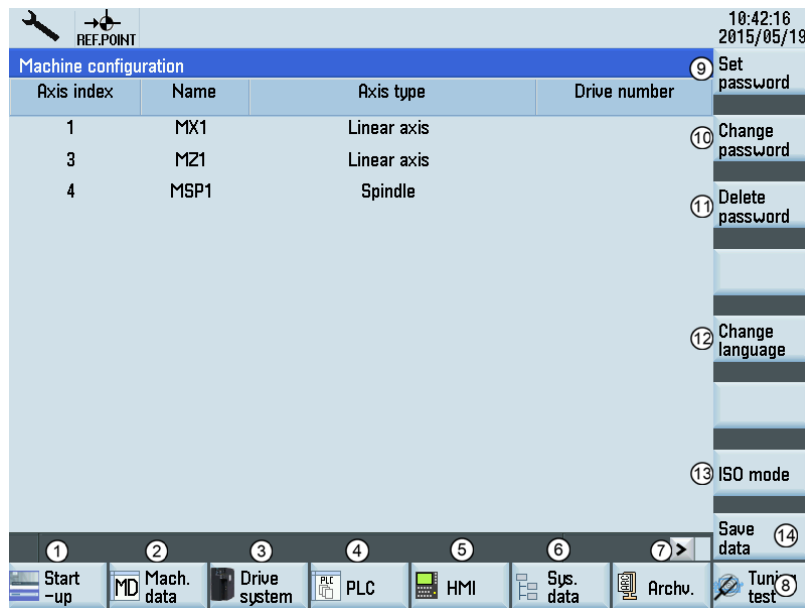 10:42:16
REF.POINT
2015/05/19
Machine configuration
9
Set
password
Axis index Name Axis type Drive number
1 MX1 Linear axis
10
Change
password
3 MZ1 Linear axis
4 MSP1 Spindle
11
Delete
password
12
Change
language
13
ISO mode
Save
data
14
1 2 3 4 5 6 7 >
Start
-up
MD
Mach.
data
Drive
system
PLC
PLC
HMI
Sys.
data
Archv.
Tuning
test
8